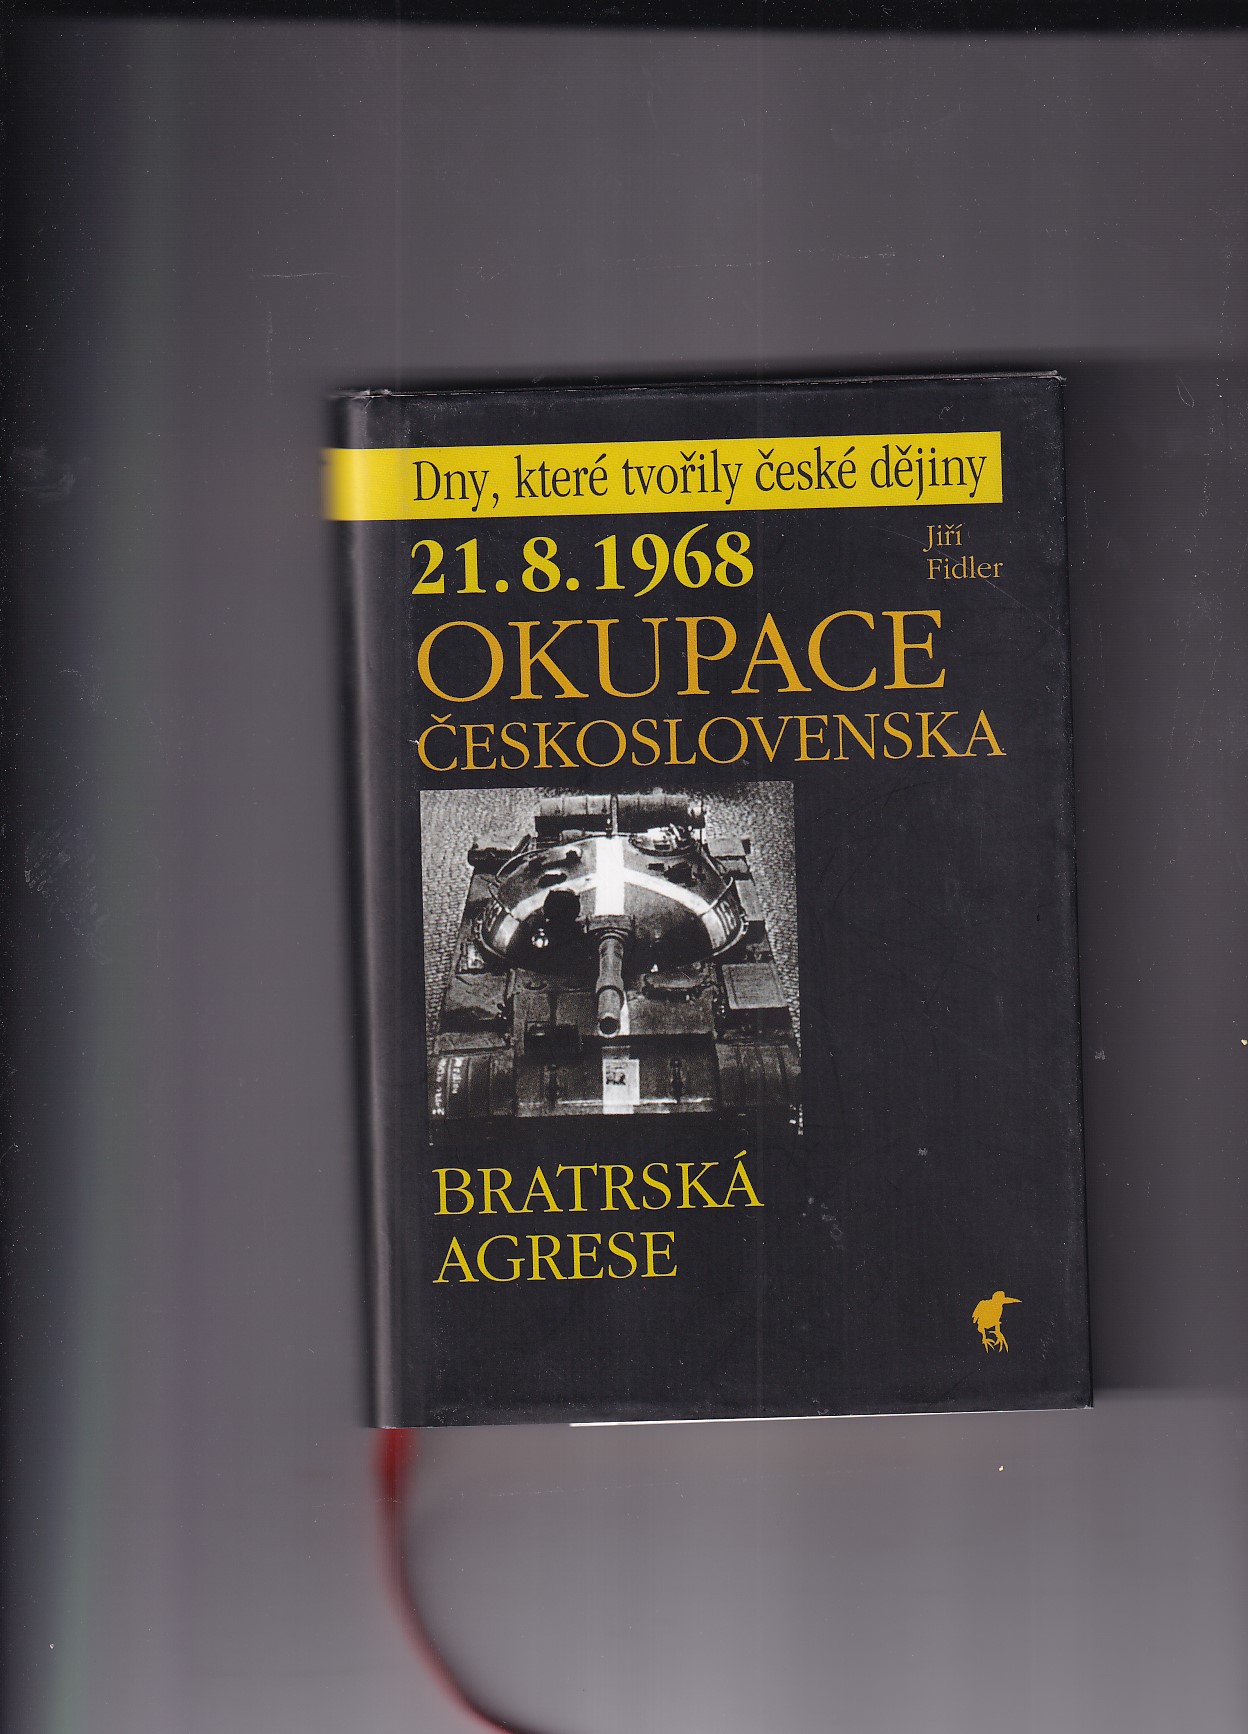 Dny, které tvořily české dějiny
21.8.1968
Jiří
Fidler
OKUPACE
ČESKOSLOVENSKA
BRATRSKÁ
AGRESE